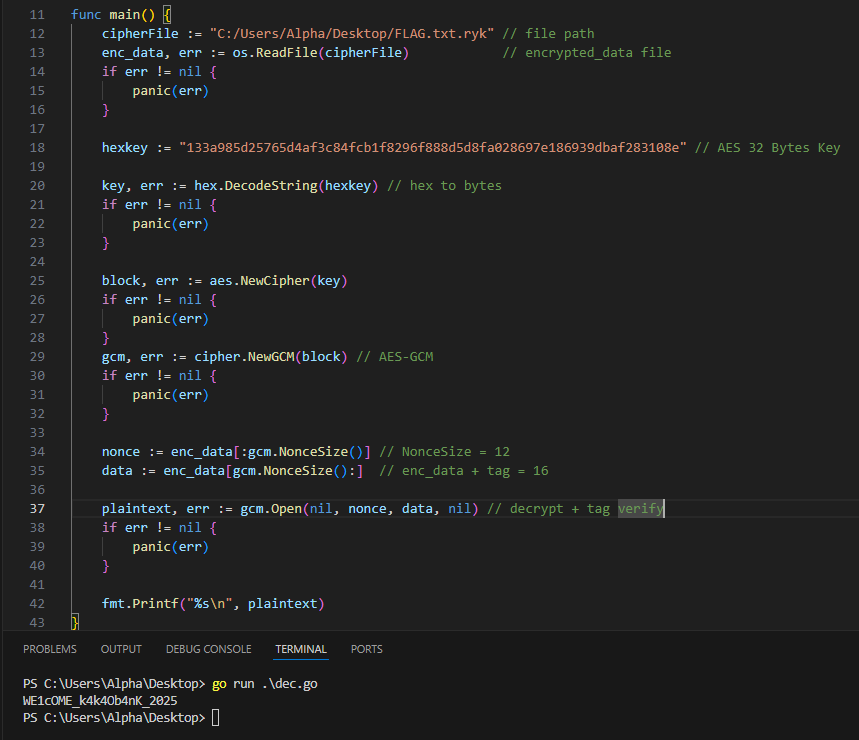 11 func main() {
12 cipherFile := "C:/Users/Alpha/Desktop/FLAG.txt.ryk" // file path
13 enc_data, err := os.ReadFile(cipherFile) // encrypted_data file
14 if err != nil {
15 panic(err)
16 }
17
18 hexkey := "133a985d25765d4af3c84fcb1f8296f888d5d8fa028697e186939dbaf283108e" // AES 32 Bytes Key
19
20 key, err := hex.DecodeString(hexkey) // hex to bytes
21 if err != nil {
22 panic(err)
23 }
24
25 block, err := aes.NewCipher(key)
26 if err != nil {
27 panic(err)
28 }
29 gcm, err := cipher.NewGCM(block) // AES-GCM
30 if err != nil {
31 panic(err)
32 }
33
34 nonce := enc_data[:gcm.NonceSize()] // NonceSize = 12
35 data := enc_data[gcm.NonceSize():] // enc_data + tag = 16
36
37 plaintext, err := gcm.Open(nil, nonce, data, nil) // decrypt + tag verify
38 if err != nil {
39 panic(err)
40 }
41
42 fmt.Printf("%s\n", plaintext)
43 }
PROBLEMS OUTPUT DEBUG CONSOLE TERMINAL PORTS
PS C:\Users\Alpha\Desktop> go run .\dec.go
WE1cOME_k4k4Ob4nK_2025
PS C:\Users\Alpha\Desktop>